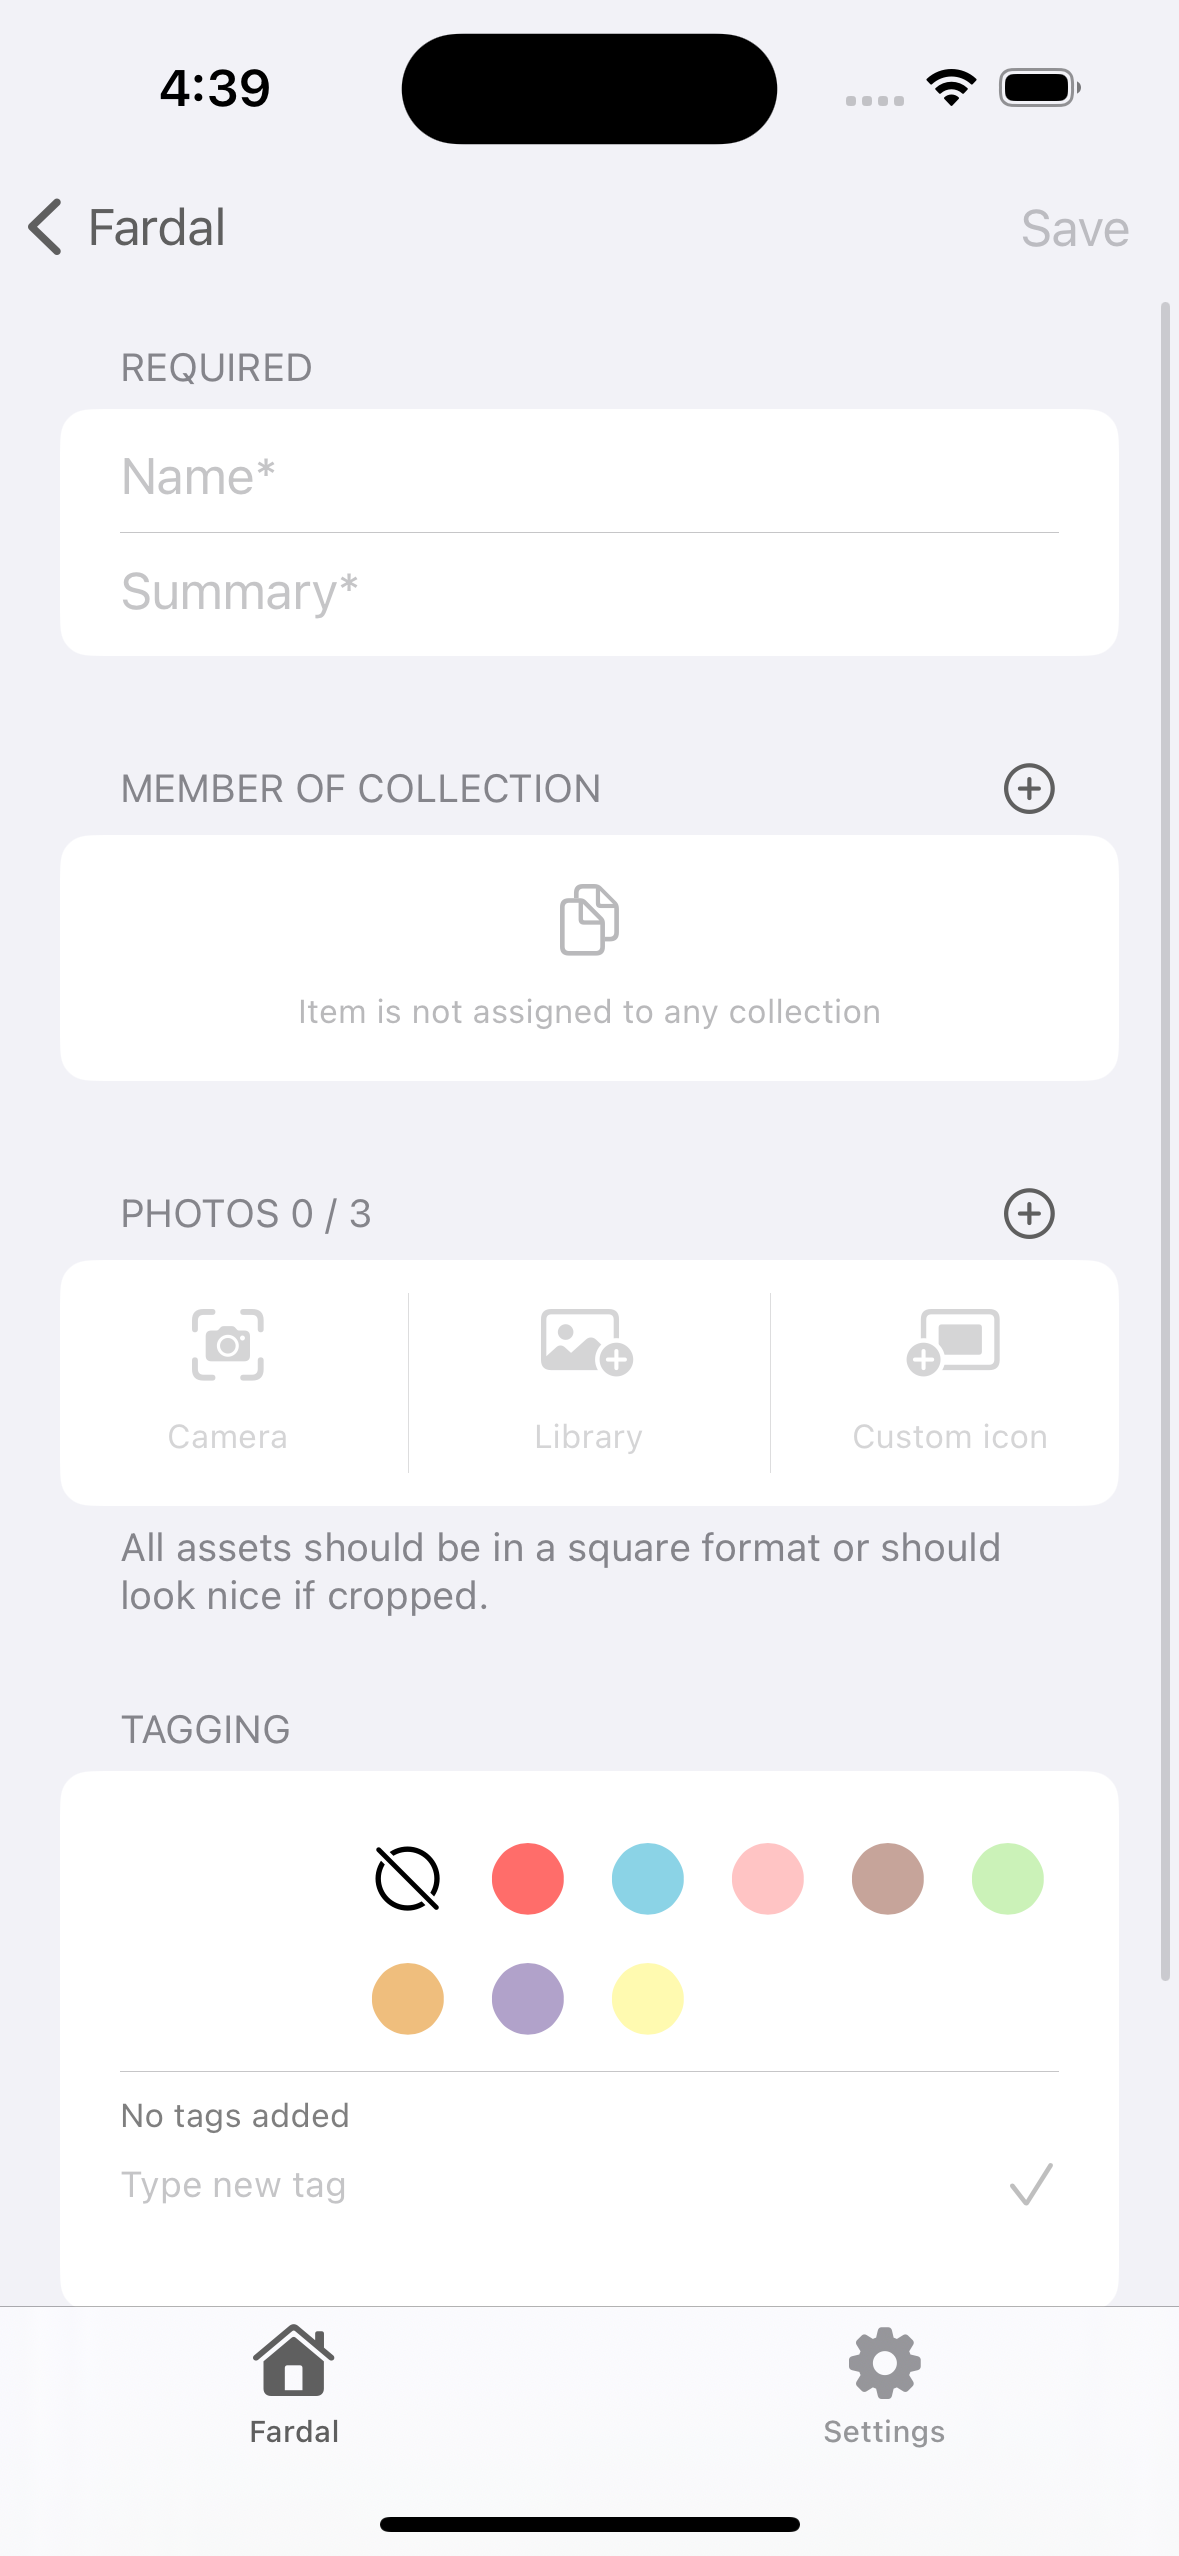 4:39
Fardal
Save
REQUIRED
Name*
Summary*
MEMBER OF COLLECTION
Item is not assigned to any collection
PHOTOS 0 / 3
Camera
Library
Custom icon
All assets should be in a square format or should
look nice if cropped.
TAGGING
No tags added
Type new tag
Fardal
Settings